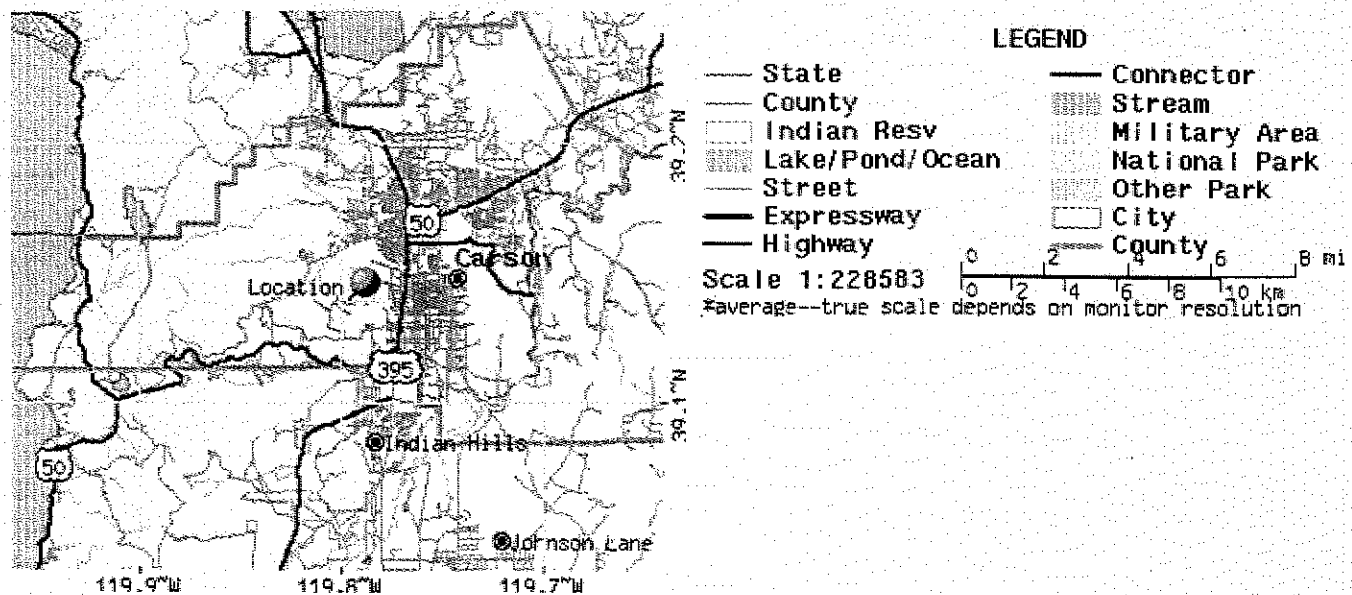 LEGEND
State
County
Indian Resv
Lake/Pond/Ocean
Street
Expressway
Highway
Connector
Stream
Military Area
National Park
Other Park
City
County
Scale 1:228583
*average--true scale depends on monitor resolution
0 2 4 6 8 mi
0 2 4 6 8 10 km
39.2~N
50
Carson
Location
395
39.1~N
Indian Hills
50
Jornson Lane
119.9~W 119.8~W 119.7~W